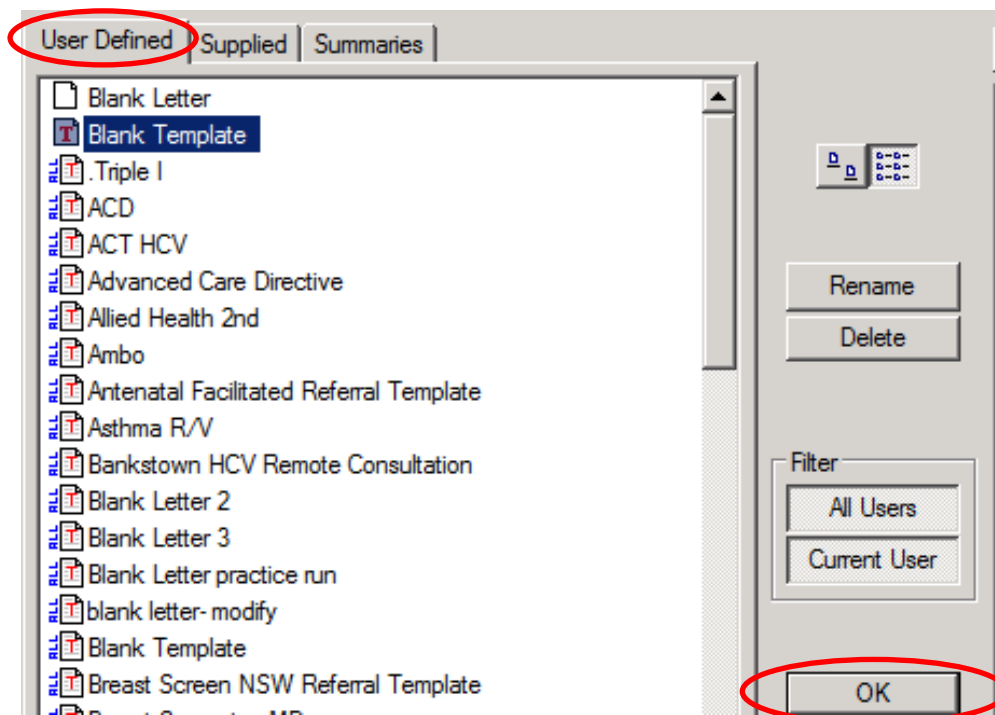 User Defined Supplied Summaries
Blank Letter
Blank Template
.Triple I
ACD
ACT HCV
Advanced Care Directive
Allied Health 2nd
Ambo
Antenatal Facilitated Referral Template
Asthma R/V
Bankstown HCV Remote Consultation
Blank Letter 2
Blank Letter 3
Blank Letter practice run
blank letter- modify
Blank Template
Breast Screen NSW Referral Template
Rename
Delete
Filter
All Users
Current User
OK